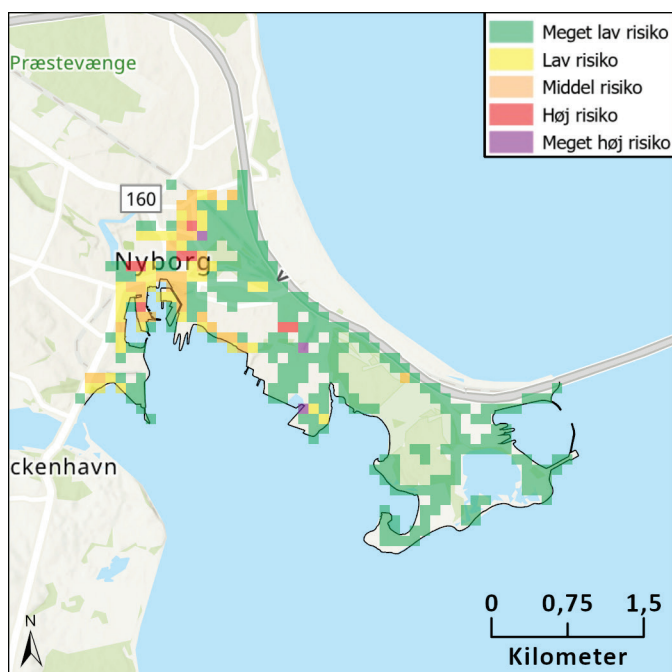 Præstevænge
160
Nyborg
ckenhavn
Meget lav risiko
Lav risiko
Middel risiko
Høj risiko
Meget høj risiko
N
0 0,75 1,5
Kilometer